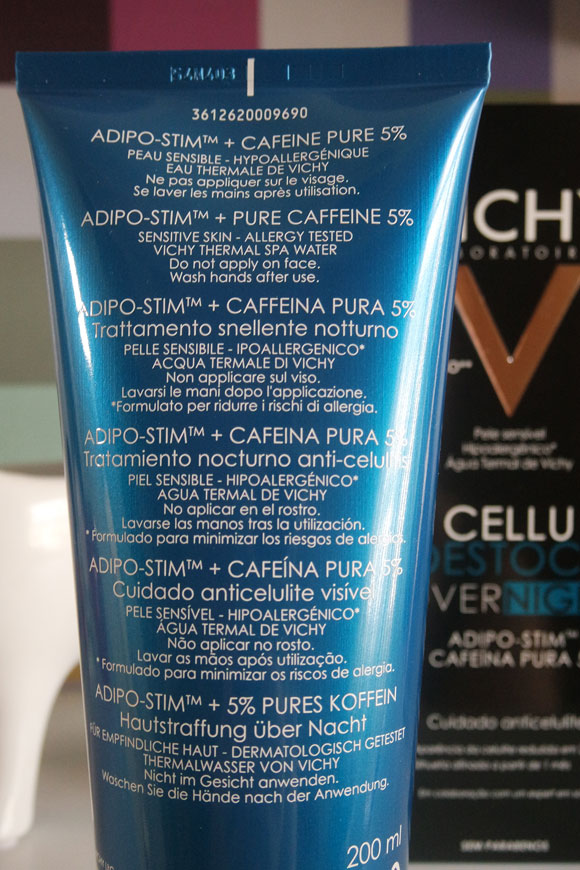 54N403
3612620009690
ADIPO-STIM™ + CAFEINE PURE 5%
PEAU SENSIBLE - HYPOALLERGÉNIQUE
EAU THERMALE DE VICHY
Ne pas appliquer sur le visage.
Se laver les mains après utilisation.
ADIPO-STIM™ + PURE CAFFEINE 5%
SENSITIVE SKIN - ALLERGY TESTED
VICHY THERMAL SPA WATER
Do not apply on face.
Wash hands after use.
ADIPO-STIM™ + CAFFEINA PURA 5%
Trattamento snellente notturno
PELLE SENSIBILE - IPOALLERGENICO*
ACQUA TERMALE DI VICHY
Non applicare sul viso.
Lavarsi le mani dopo l'applicazione.
*Formulato per ridurre i rischi di allergia.
ADIPO-STIM™ + CAFEINA PURA 5%
Tratamiento nocturno anti-celulitis
PIEL SENSIBLE - HIPOALERGÉNICO*
AGUA TERMAL DE VICHY
No aplicar en el rostro.
Lavarse las manos tras la utilización.
* Formulado para minimizar los riesgos de alergia.
ADIPO-STIM™ + CAFEÍNA PURA 5%
Cuidado anticelulite visível
PELE SENSÍVEL - HIPOALERGÉNICO*
ÁGUA TERMAL DE VICHY
Não aplicar no rosto.
Lavar as mãos após utilização.
* Formulado para minimizar os riscos de alergia.
ADIPO-STIM™ + 5% PURES KOFFEIN
Hautstraffung über Nacht
FÜR EMPFINDLICHE HAUT - DERMATOLOGISCH GETESTET
THERMALWASSER VON VICHY
Nicht im Gesicht anwenden.
Waschen Sie die Hände nach der Anwendung.
200 ml
ICHY
BORATOIR
V
Pele sensível
Hipoalergénico*
Água Termal de Vichy
CELLU
DESTOC
VERNIG
ADIPO-STIM™
CAFEÍNA PURA 5
Cuidado anticelulite
SEM PARABENOS